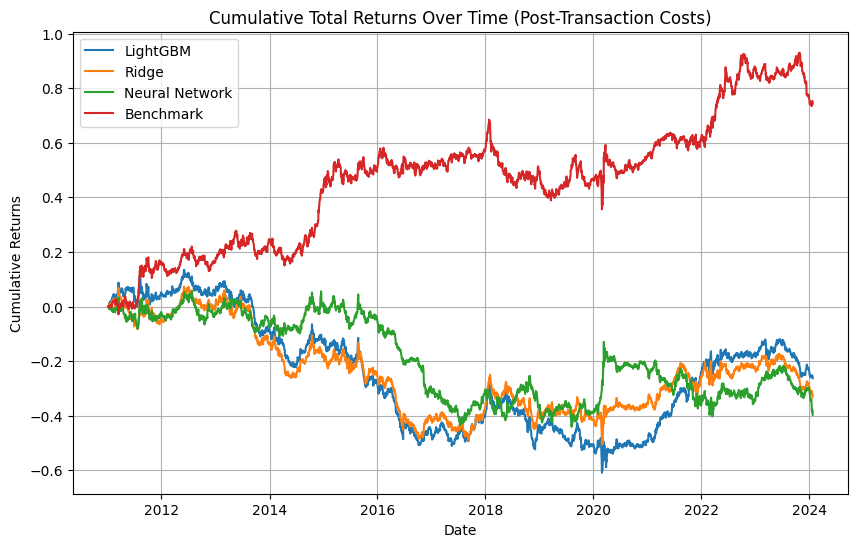 Cumulative Total Returns Over Time (Post-Transaction Costs)
LightGBM
Ridge
Neural Network
Benchmark
Cumulative Returns
1.0
0.8
0.6
0.4
0.2
0.0
−0.2
−0.4
−0.6
2012 2014 2016 2018 2020 2022 2024
Date